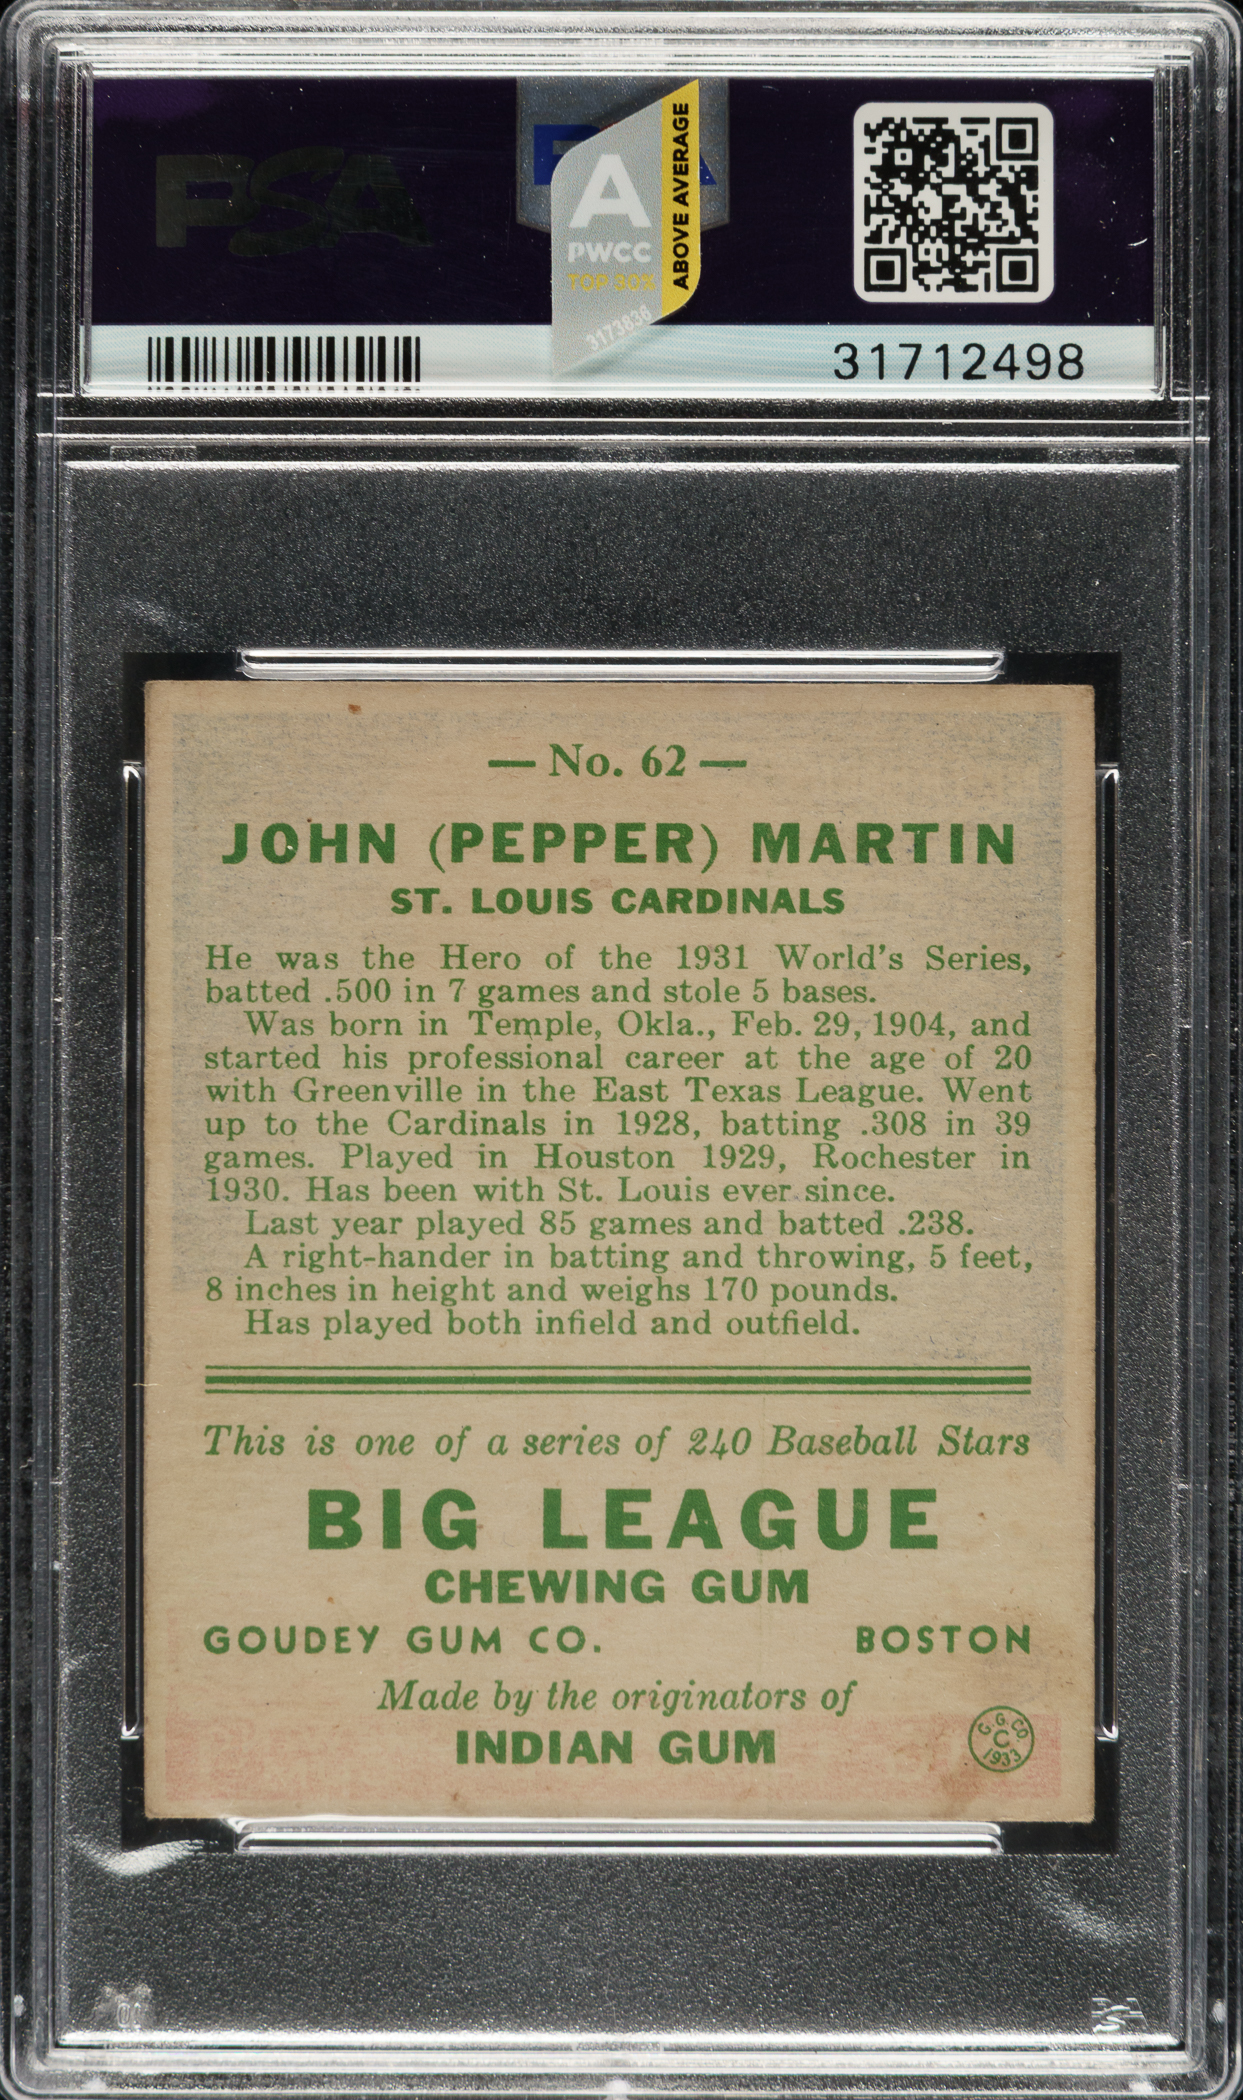 PSA
A
PWCC
TOP 30%
ABOVE AVERAGE
3173836
31712498
— No. 62 —
JOHN (PEPPER) MARTIN
ST. LOUIS CARDINALS
He was the Hero of the 1931 World's Series,
batted .500 in 7 games and stole 5 bases.
Was born in Temple, Okla., Feb. 29, 1904, and
started his professional career at the age of 20
with Greenville in the East Texas League. Went
up to the Cardinals in 1928, batting .308 in 39
games. Played in Houston 1929, Rochester in
1930. Has been with St. Louis ever since.
Last year played 85 games and batted .238.
A right-hander in batting and throwing, 5 feet,
8 inches in height and weighs 170 pounds.
Has played both infield and outfield.
This is one of a series of 240 Baseball Stars
BIG LEAGUE
CHEWING GUM
GOUDEY GUM CO. BOSTON
Made by the originators of
INDIAN GUM
G.G.CO
C
1933